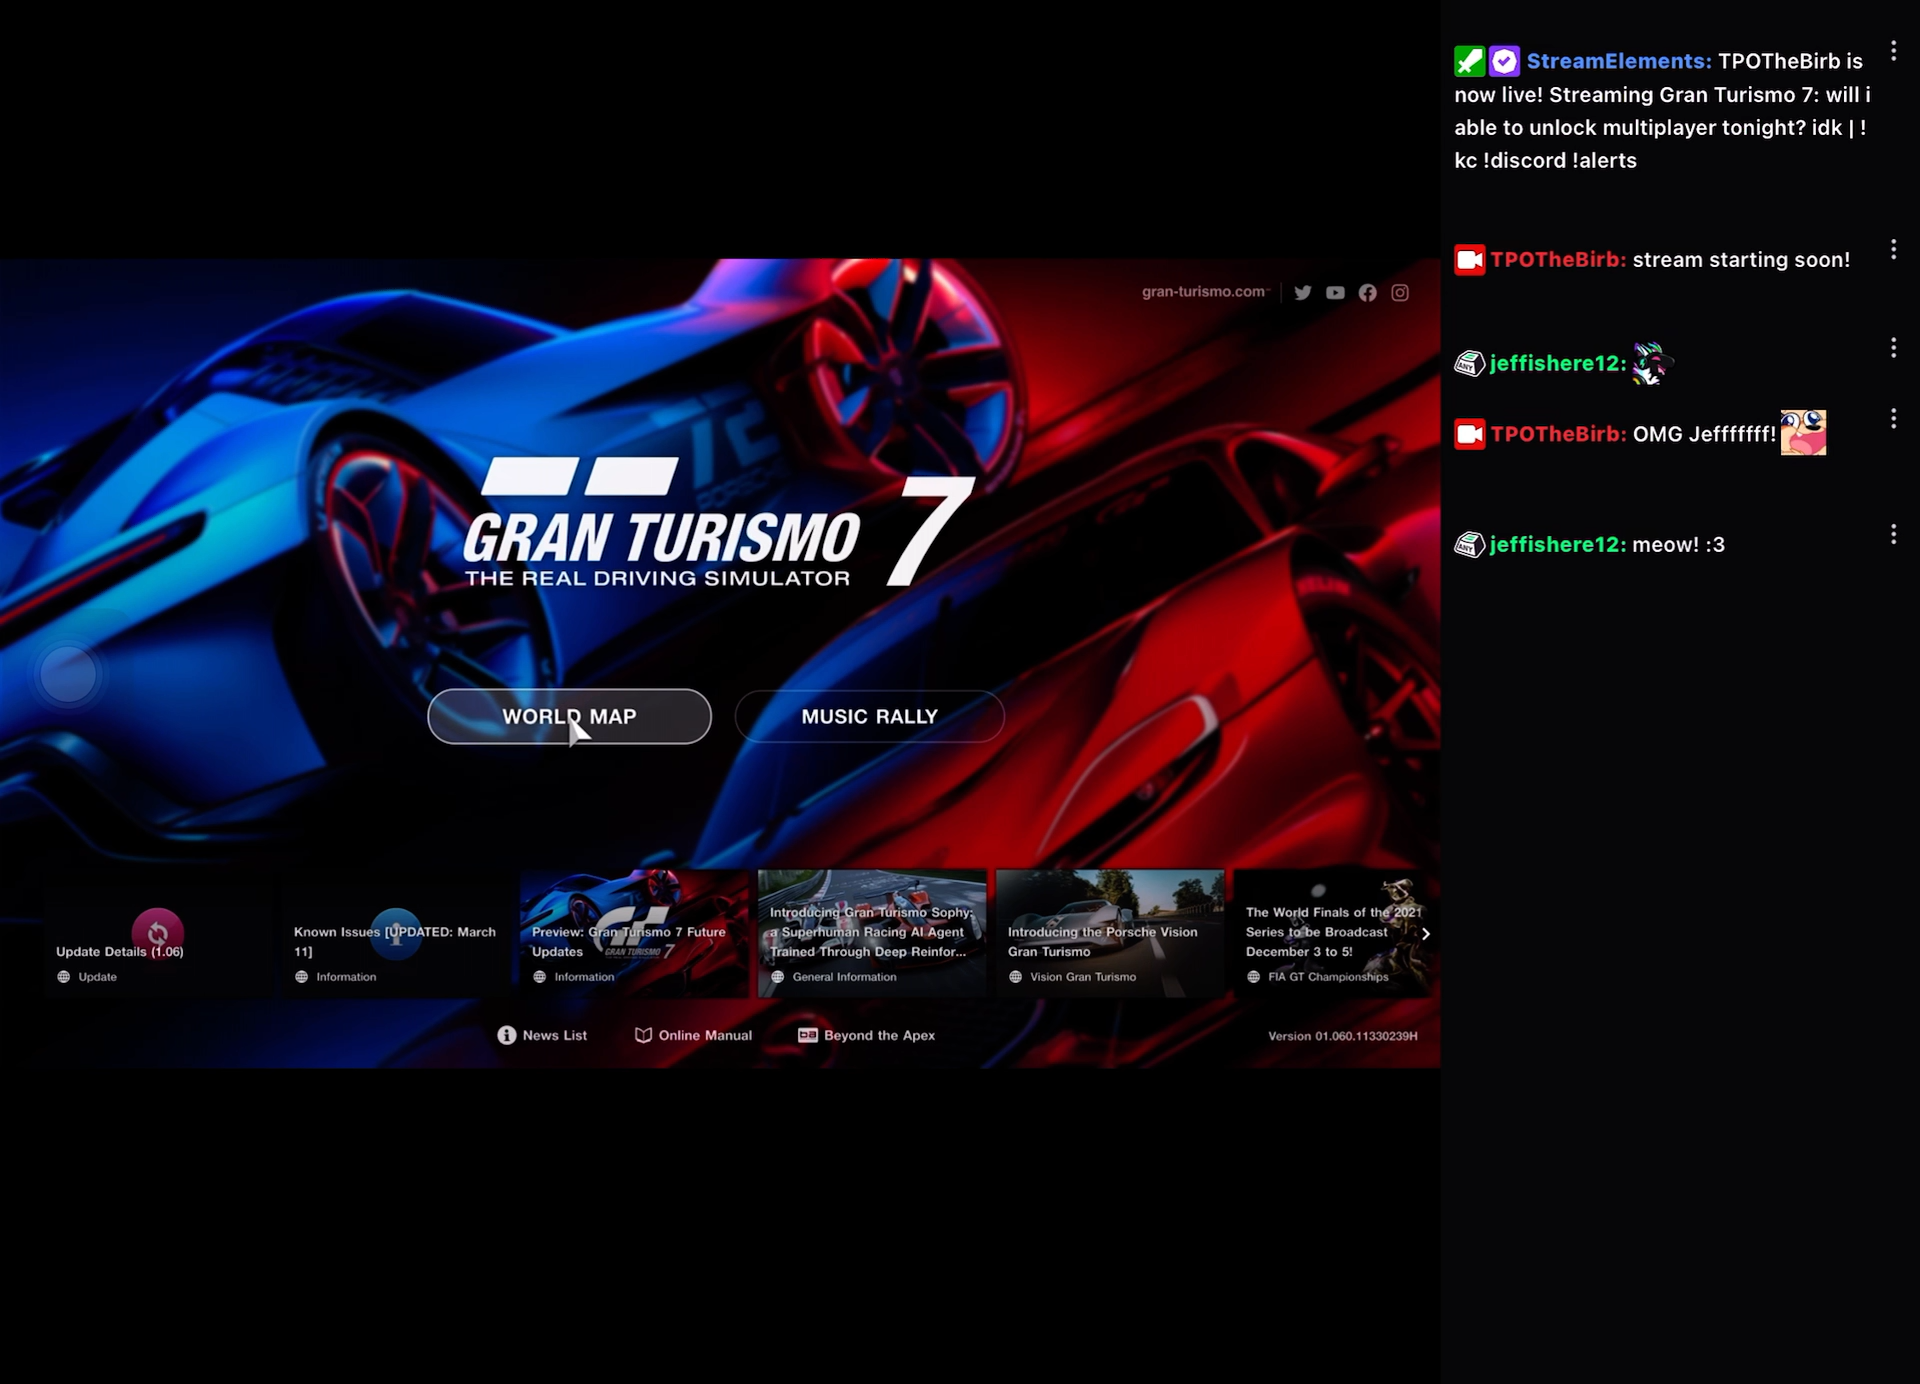 gran-turismo.com
GRAN TURISMO 7
THE REAL DRIVING SIMULATOR
WORLD MAP
MUSIC RALLY
Update Details (1.06)
Update
Known Issues [UPDATED: March
11]
Information
Preview: Gran Turismo 7 Future
Updates
GRAN TURISMO 7
Information
Introducing Gran Turismo Sophy:
a Superhuman Racing AI Agent
Trained Through Deep Reinfor...
General Information
Introducing the Porsche Vision
Gran Turismo
Vision Gran Turismo
The World Finals of the 2021
Series to be Broadcast
December 3 to 5!
FIA GT Championships
News List
Online Manual
Beyond the Apex
Version 01.060.11330239H
StreamElements: TPOTheBirb is
now live! Streaming Gran Turismo 7: will i
able to unlock multiplayer tonight? idk | !
kc !discord !alerts
TPOTheBirb: stream starting soon!
jeffishere12:
TPOTheBirb: OMG Jefffffff!
jeffishere12: meow! :3